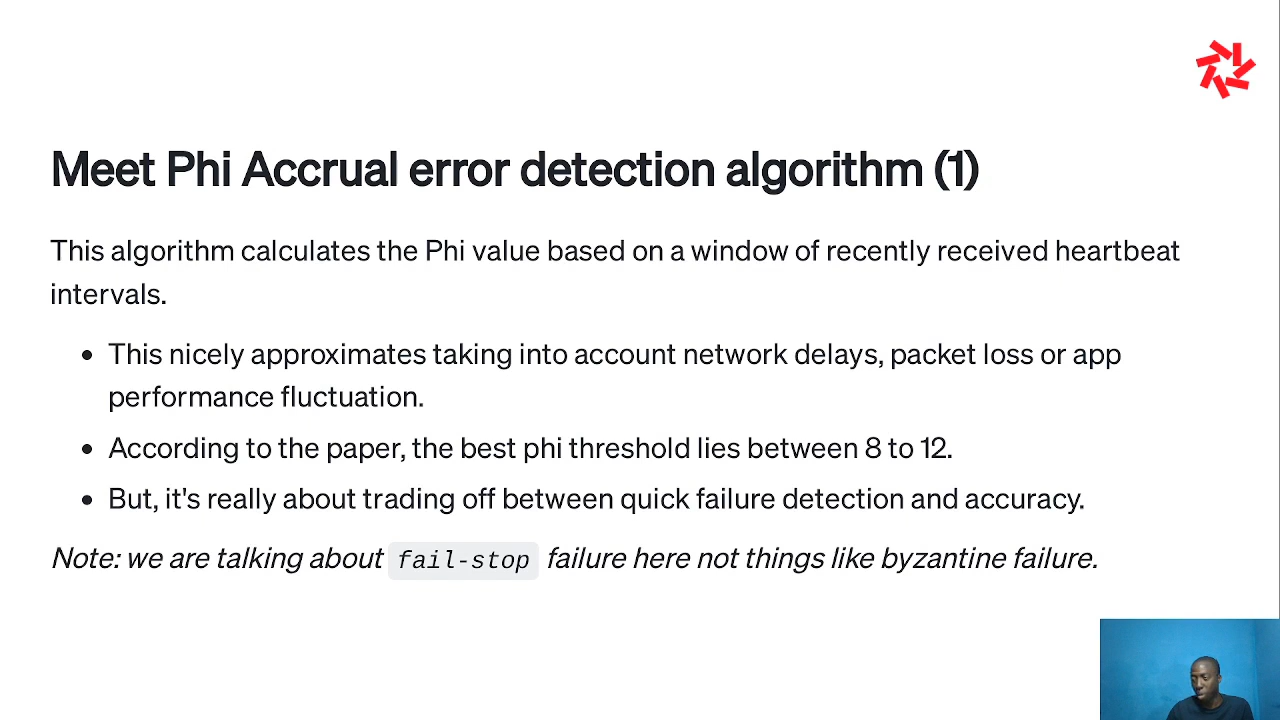 Meet Phi Accrual error detection algorithm (1)
This algorithm calculates the Phi value based on a window of recently received heartbeat
intervals.
This nicely approximates taking into account network delays, packet loss or app
performance fluctuation.
According to the paper, the best phi threshold lies between 8 to 12.
But, it's really about trading off between quick failure detection and accuracy.
Note: we are talking about fail-stop failure here not things like byzantine failure.